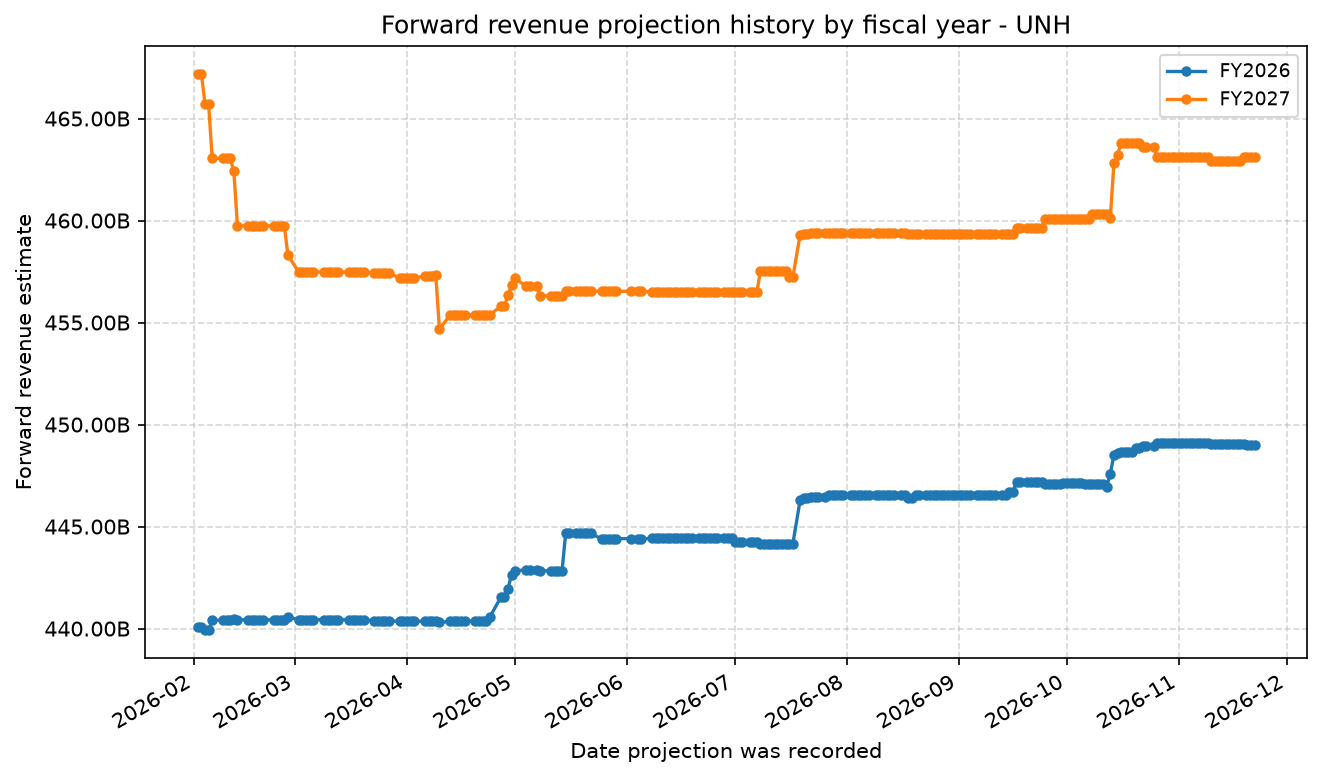 Forward revenue projection history by fiscal year - UNH
FY2026
FY2027
Forward revenue estimate
465.00B
460.00B
455.00B
450.00B
445.00B
440.00B
2026-02
2026-03
2026-04
2026-05
2026-06
2026-07
2026-08
2026-09
2026-10
2026-11
2026-12
Date projection was recorded